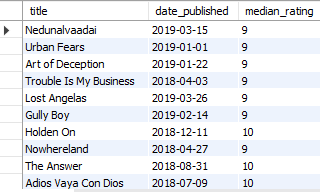 title date_published median_rating
Nedunalvaadai 2019-03-15 9
Urban Fears 2019-01-01 9
Art of Deception 2019-01-22 9
Trouble Is My Business 2018-04-03 9
Lost Angelas 2019-03-26 9
Gully Boy 2019-02-14 9
Holden On 2018-12-11 10
Nowhereland 2018-04-27 9
The Answer 2018-08-31 10
Adios Vaya Con Dios 2018-07-09 10